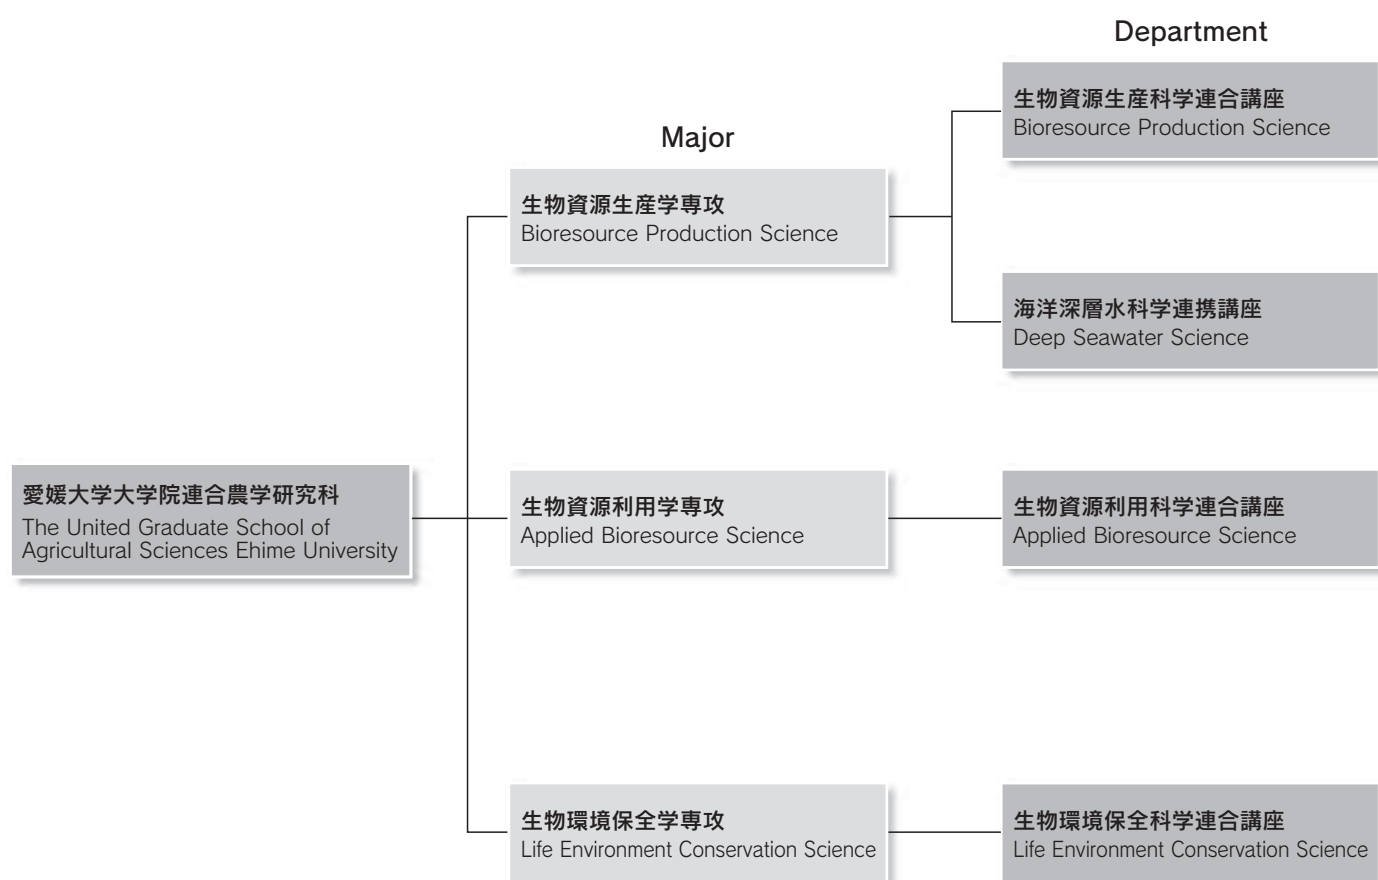 Department
生物資源生産科学連合講座
Bioresource Production Science
Major
生物資源生産学専攻
Bioresource Production Science
海洋深層水科学連携講座
Deep Seawater Science
愛媛大学大学院連合農学研究科
The United Graduate School of
Agricultural Sciences Ehime University
生物資源利用学専攻
Applied Bioresource Science
生物資源利用科学連合講座
Applied Bioresource Science
生物環境保全学専攻
Life Environment Conservation Science
生物環境保全科学連合講座
Life Environment Conservation Science